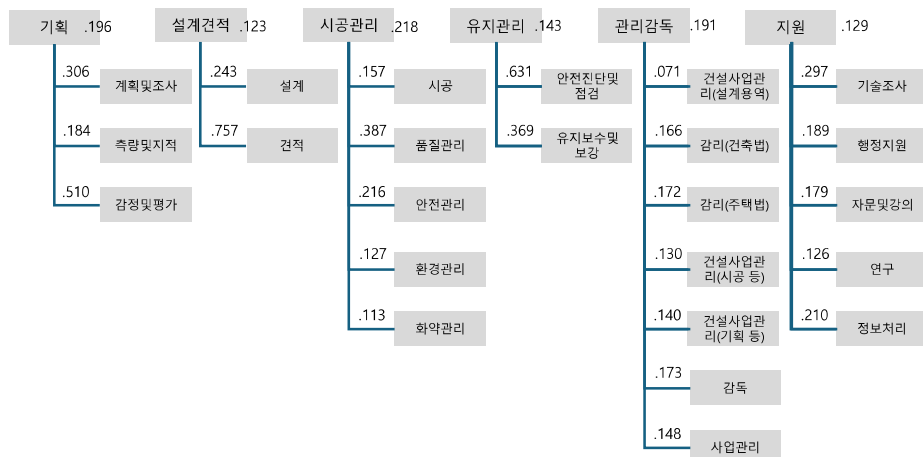 기획 .196
.306
계획및조사
.184
측량및지적
.510
감정및평가
설계견적 .123
.243
설계
.757
견적
시공관리 .218
.157
시공
.387
품질관리
.216
안전관리
.127
환경관리
.113
화약관리
유지관리 .143
.631
안전진단및
점검
.369
유지보수및
보강
관리감독 .191
.071
건설사업관
리(설계용역)
.166
감리(건축법)
.172
감리(주택법)
.130
건설사업관
리(시공 등)
.140
건설사업관
리(기획 등)
.173
감독
.148
사업관리
지원 .129
.297
기술조사
.189
행정지원
.179
자문및강의
.126
연구
.210
정보처리